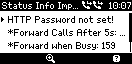 Status Info Imp... 10:07
HTTP Password not set!
*Forward Calls After 5s: ...
*Forward when Busy: 159